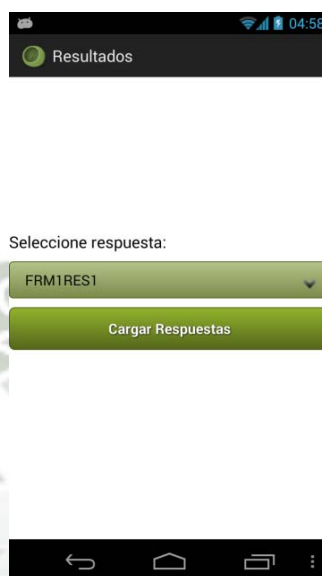 04:58
Resultados
Seleccione respuesta:
FRM1RES1
Cargar Respuestas